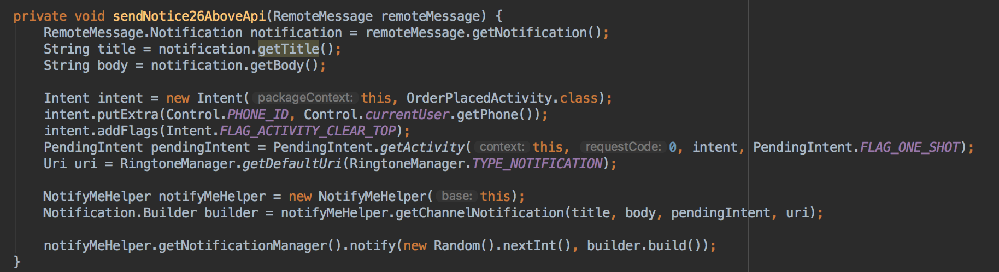 private void sendNotice26AboveApi(RemoteMessage remoteMessage) {
RemoteMessage.Notification notification = remoteMessage.getNotification();
String title = notification.getTitle();
String body = notification.getBody();
Intent intent = new Intent( packageContext: this, OrderPlacedActivity.class);
intent.putExtra(Control.PHONE_ID, Control.currentUser.getPhone());
intent.addFlags(Intent.FLAG_ACTIVITY_CLEAR_TOP);
PendingIntent pendingIntent = PendingIntent.getActivity( context: this, requestCode: 0, intent, PendingIntent.FLAG_ONE_SHOT);
Uri uri = RingtoneManager.getDefaultUri(RingtoneManager.TYPE_NOTIFICATION);
NotifyMeHelper notifyMeHelper = new NotifyMeHelper( base: this);
Notification.Builder builder = notifyMeHelper.getChannelNotification(title, body, pendingIntent, uri);
notifyMeHelper.getNotificationManager().notify(new Random().nextInt(), builder.build());
}